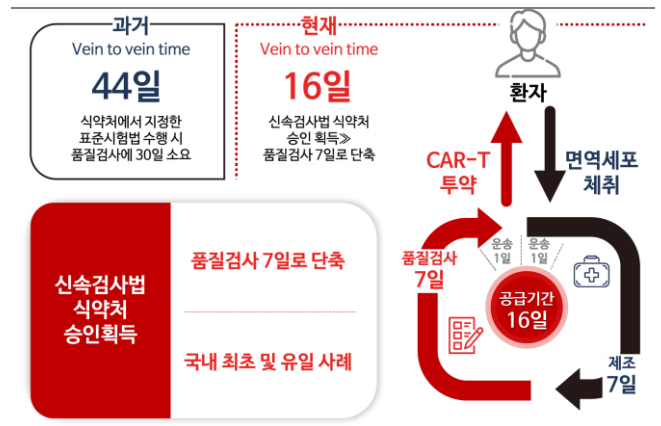 과거
Vein to vein time
44일
식약처에서 지정한
표준시험법 수행 시
품질검사에 30일 소요
현재
Vein to vein time
16일
신속검사법 식약처
승인 획득≫
품질검사 7일로 단축
환자
CAR-T
투약
면역세포
체취
신속검사법
식약처
승인획득
품질검사 7일로 단축
국내 최초 및 유일 사례
품질검사
7일
운송
1일
운송
1일
공급기간
16일
제조
7일